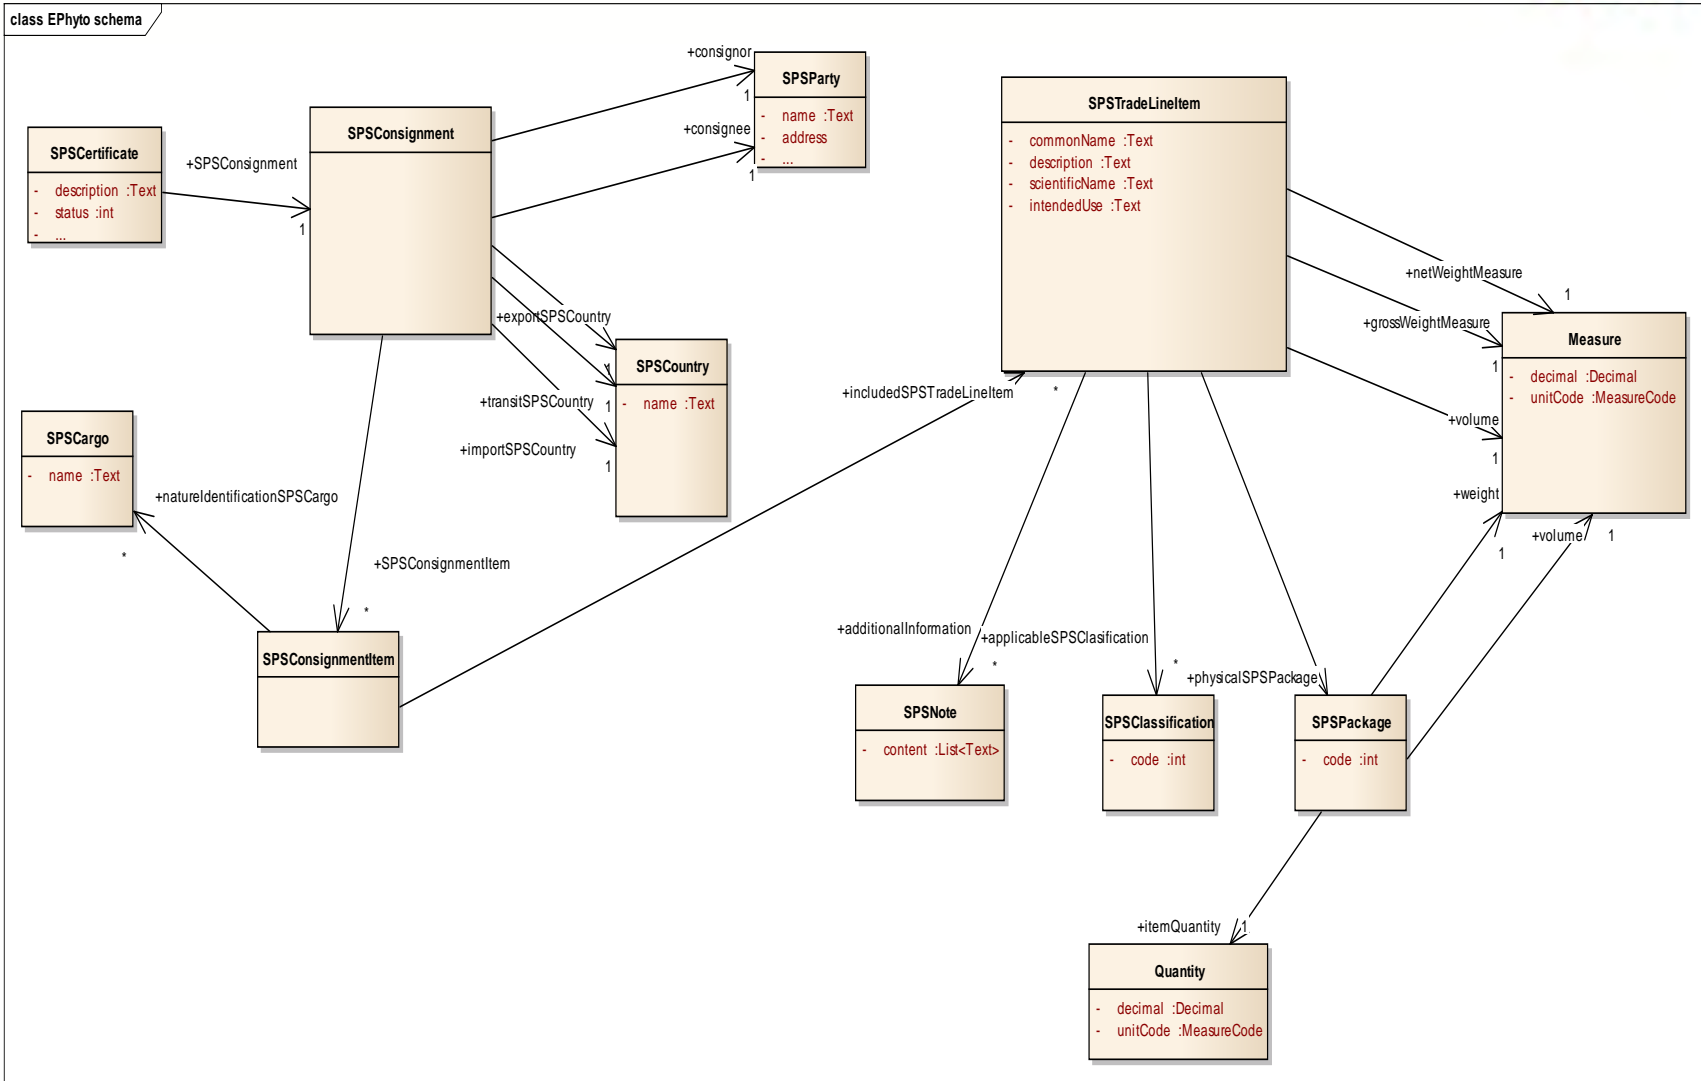 class EPhyto schema
SPSCertificate
- description :Text
- status :int
- ...
+SPSConsignment
1
SPSConsignment
+consignor
1
+consignee
1
SPSParty
- name :Text
- address
- ...
+exportSPSCountry
1
+transitSPSCountry
1
+importSPSCountry
1
SPSCountry
- name :Text
SPSCargo
- name :Text
+natureIdentificationSPSCargo
*
+SPSConsignmentItem
*
SPSConsignmentItem
+includedSPSTradeLineItem
*
SPSTradeLineItem
- commonName :Text
- description :Text
- scientificName :Text
- intendedUse :Text
+netWeightMeasure
1
+grossWeightMeasure
1
+volume
1
Measure
- decimal :Decimal
- unitCode :MeasureCode
+weight
1
+volume
1
+additionalInformation
*
+applicableSPSClasification
*
+physicalSPSPackage
SPSNote
- content :List<Text>
SPSClassification
- code :int
SPSPackage
- code :int
+itemQuantity
1
Quantity
- decimal :Decimal
- unitCode :MeasureCode